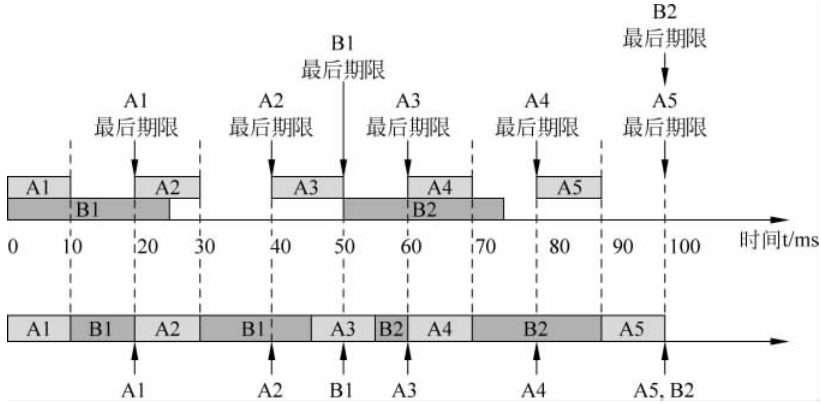 B2
最后期限
B1
最后期限
A1
最后期限
A2
最后期限
A3
最后期限
A4
最后期限
A5
最后期限
A1 A2 A3 A4 A5
B1 B2
0 10 20 30 40 50 60 70 80 90 100 时间t/ms
A1 B1 A2 B1 A3 B2 A4 B2 A5
A1 A2 B1 A3 A4 A5, B2